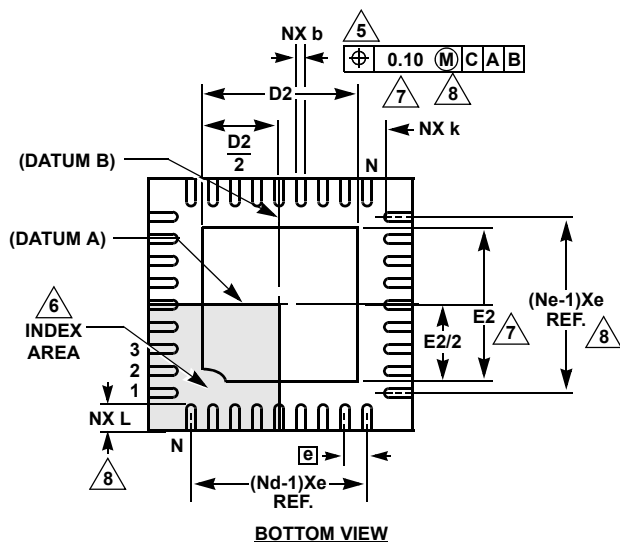 NX b
5
⌖ 0.10 Ⓜ C A B
7
8
D2
NX k
D2
2
(DATUM B)
N
(DATUM A)
6
INDEX
AREA
(Ne-1)Xe
REF.
8
E2
7
E2/2
3
2
1
NX L
8
N
e
(Nd-1)Xe
REF.
BOTTOM VIEW